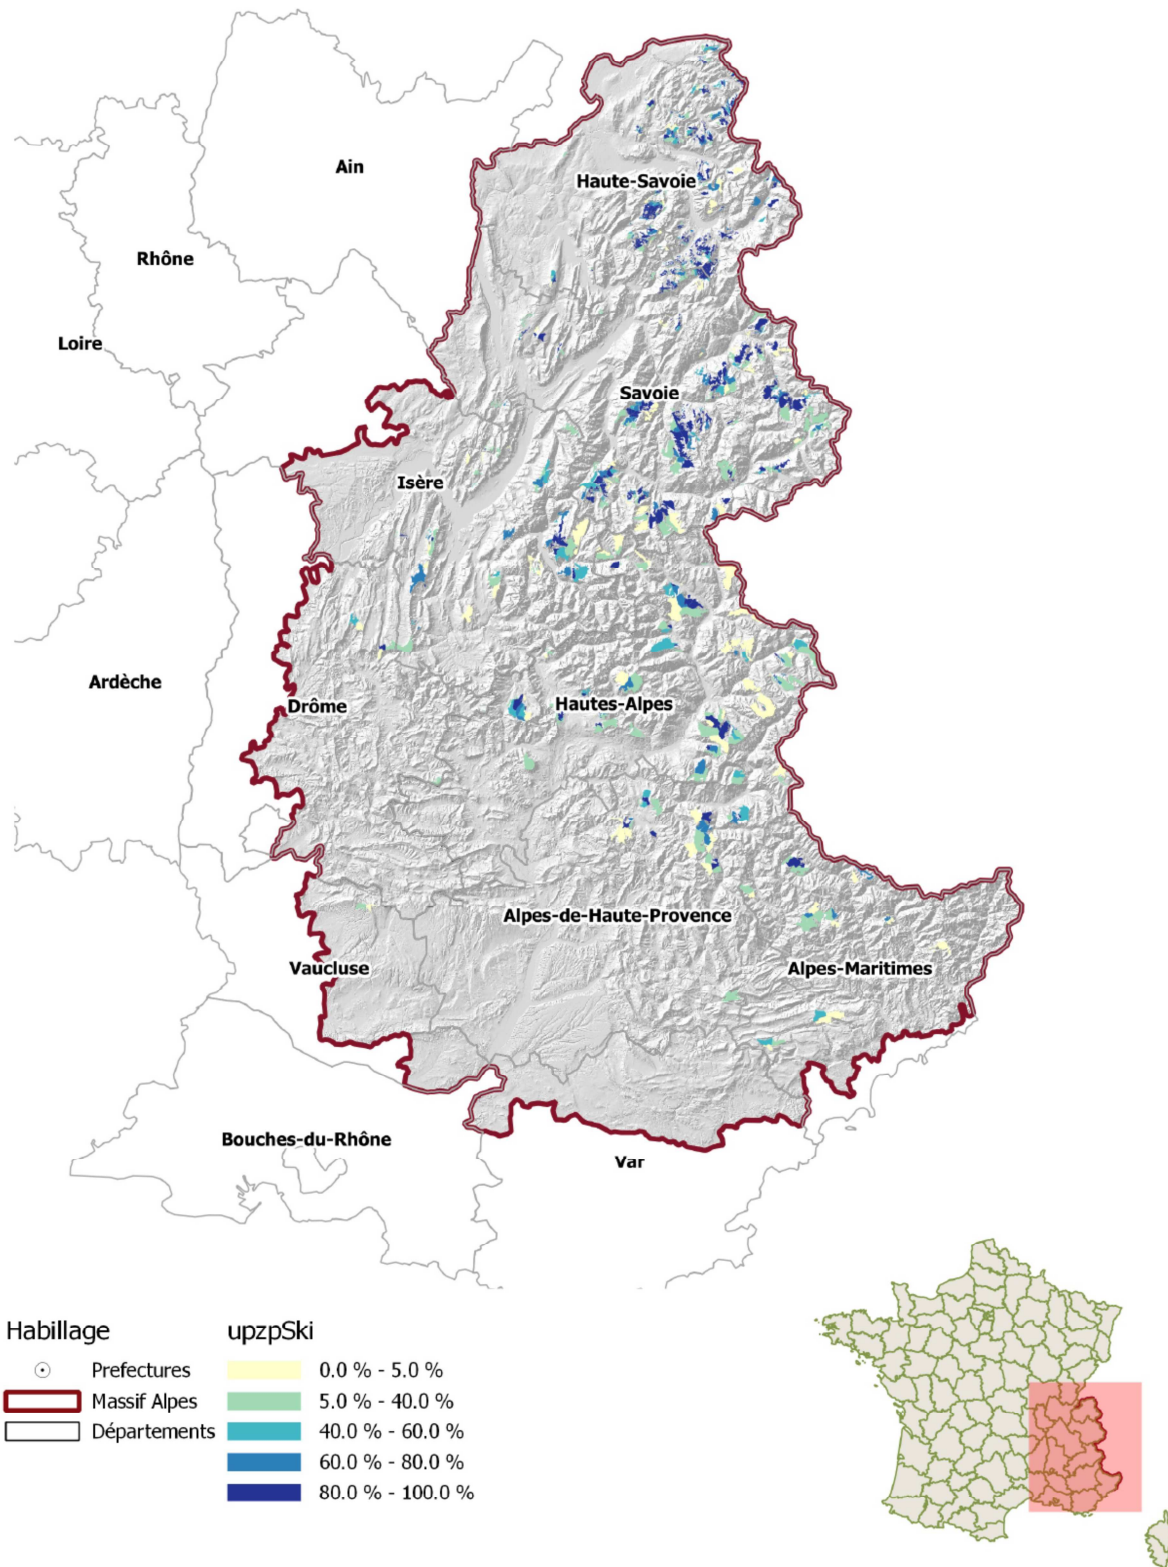 Ain
Haute-Savoie
Rhône
Loire
Savoie
Isère
Ardèche
Drôme
Hautes-Alpes
Alpes-de-Haute-Provence
Vaucluse
Alpes-Maritimes
Bouches-du-Rhône
Var
Habillage
Prefectures
Massif Alpes
Départements
upzpSki
0.0 % - 5.0 %
5.0 % - 40.0 %
40.0 % - 60.0 %
60.0 % - 80.0 %
80.0 % - 100.0 %